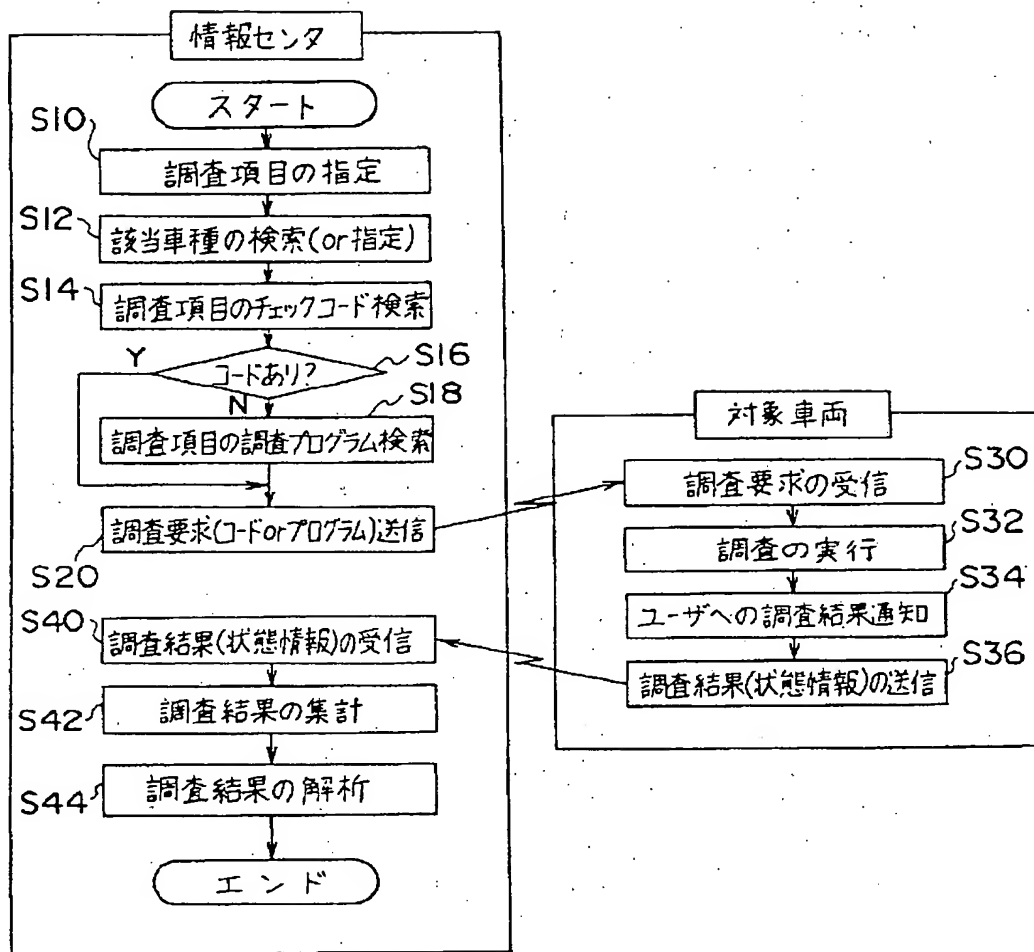 情報センタ
スタート
S10
調査項目の指定
S12
該当車種の検索(or指定)
S14
調査項目のチェックコード検索
Y
コードあり?
S16
N
S18
調査項目の調査プログラム検索
調査要求(コードorプログラム)送信
S20
対象車両
調査要求の受信
S30
調査の実行
S32
ユーザへの調査結果通知
S34
調査結果(状態情報)の送信
S36
S40
調査結果(状態情報)の受信
S42
調査結果の集計
S44
調査結果の解析
エンド